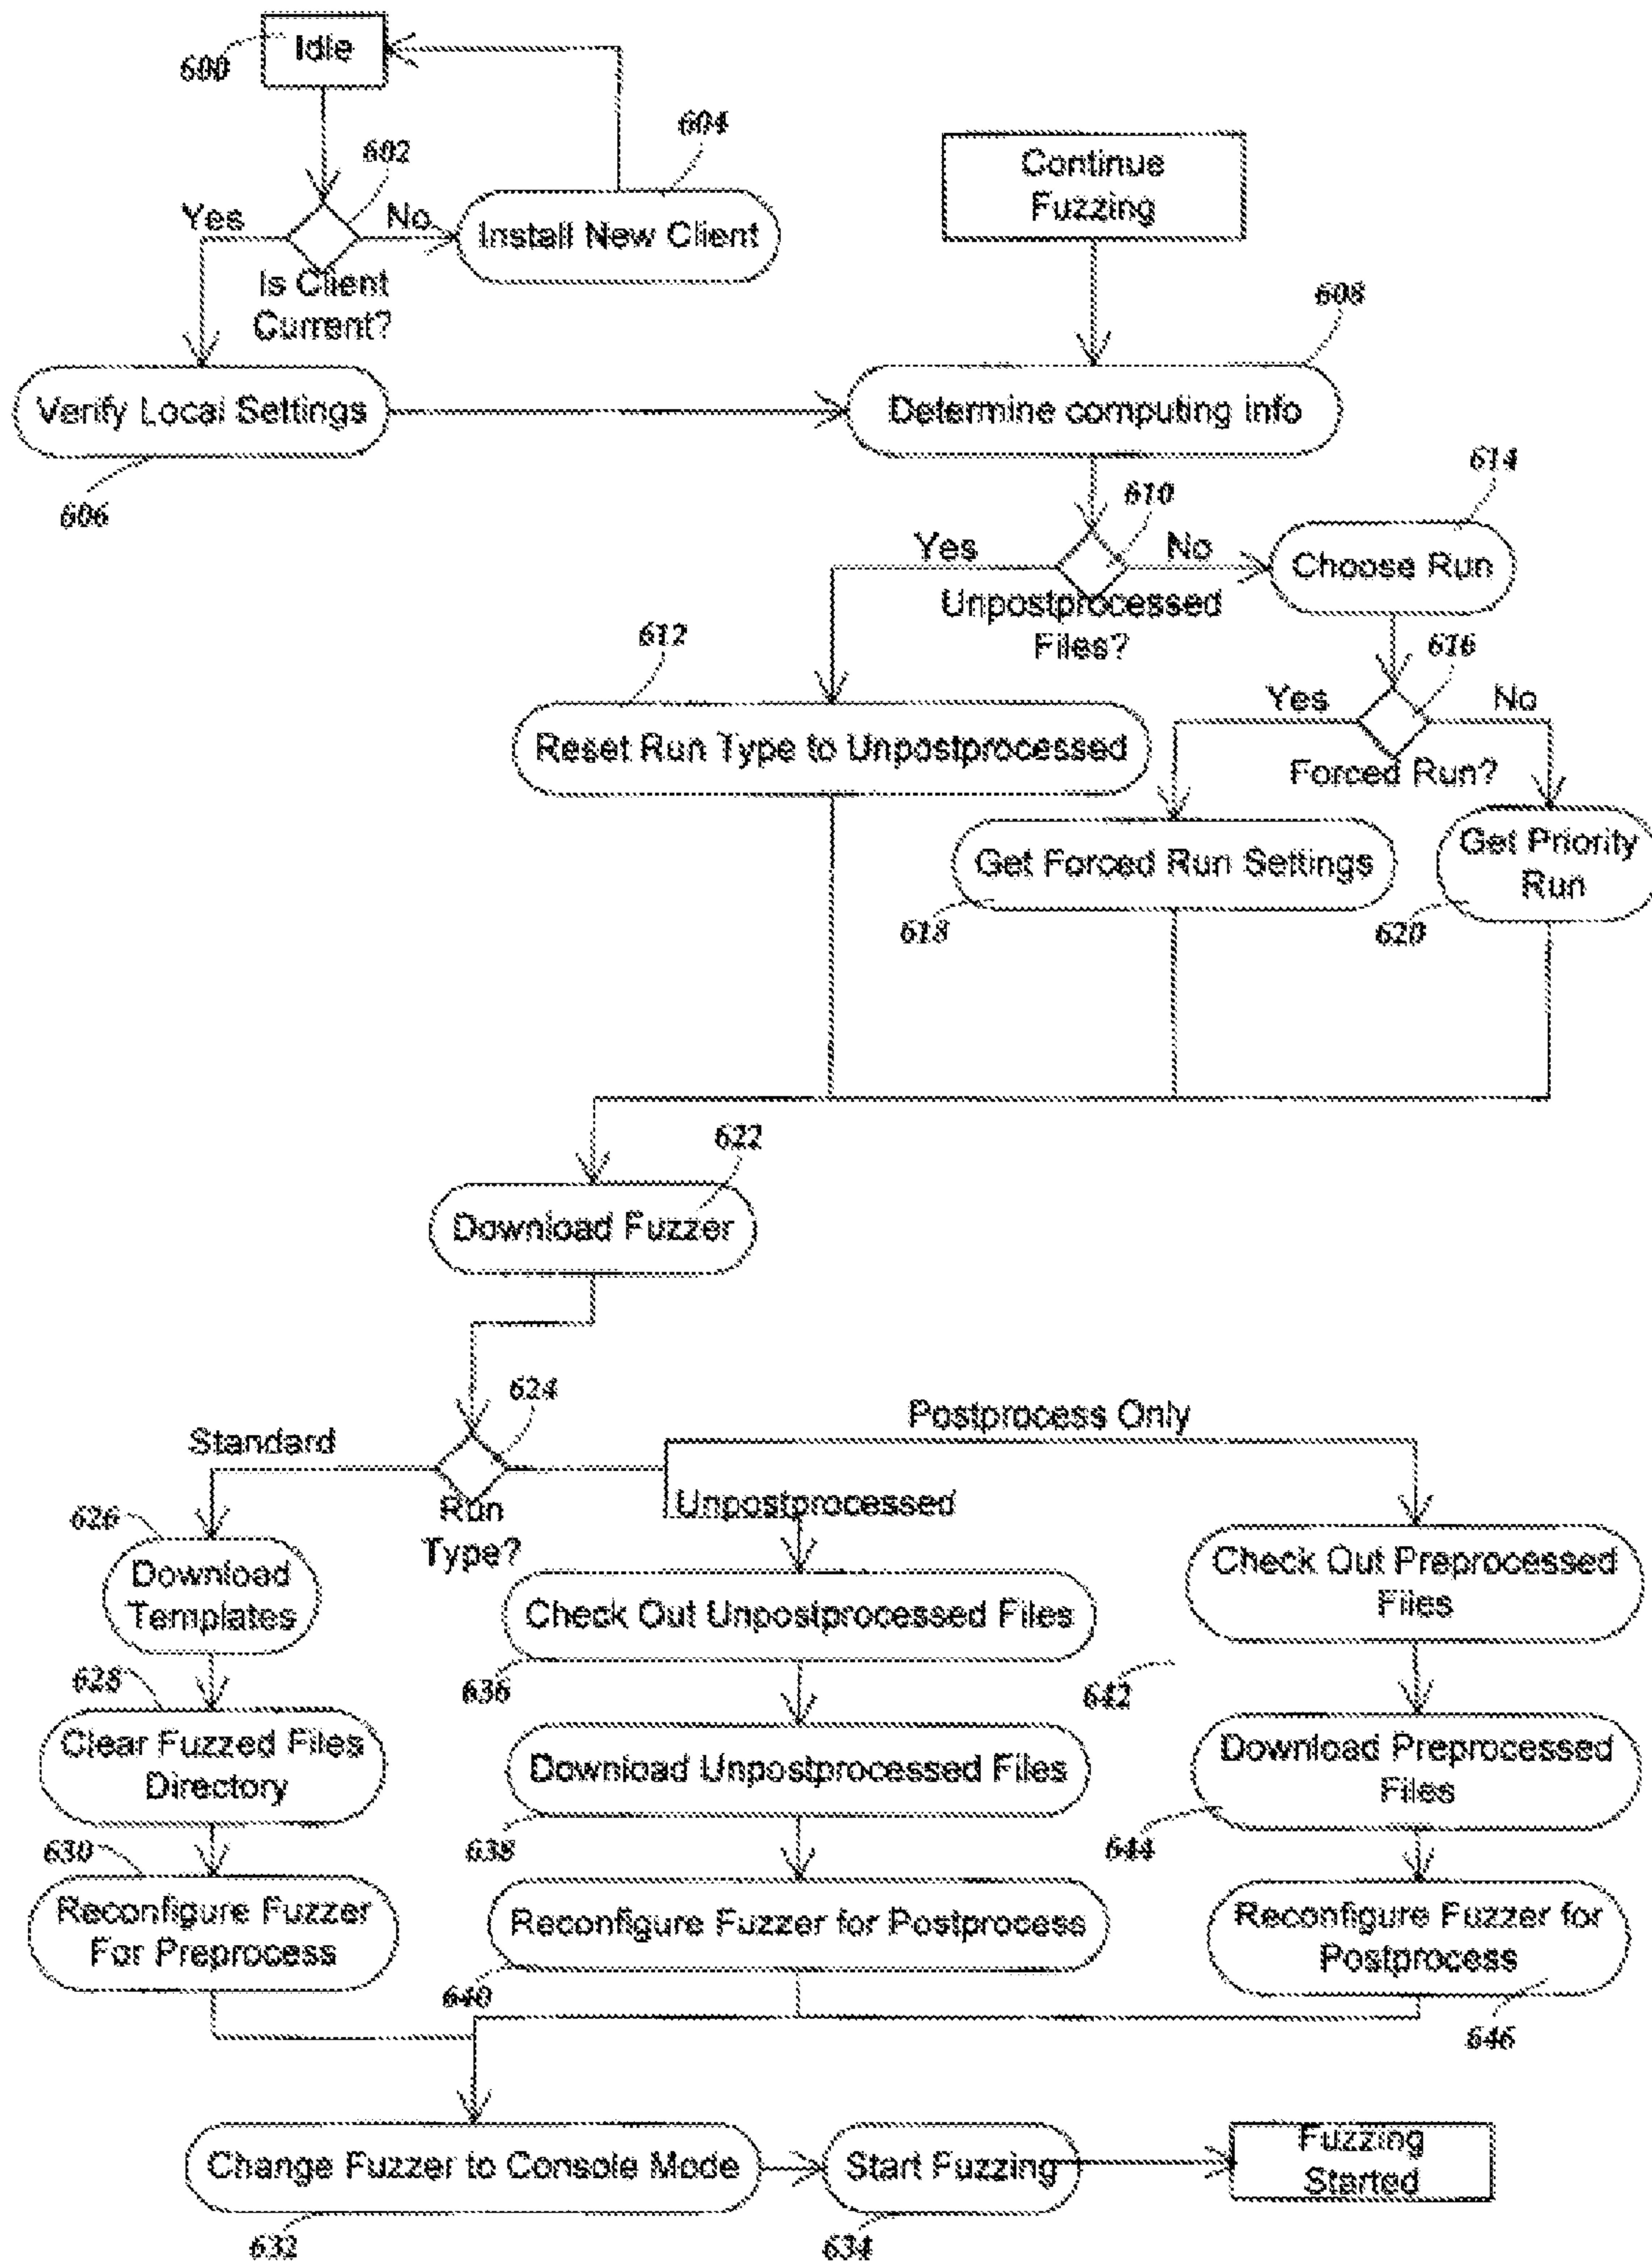 Idle
600
604
602
Continue
Fuzzing
Yes
No
Install New Client
Is Client
Current?
608
Verify Local Settings
Determine computing info
614
610
606
Yes
No
Choose Run
Unpostprocessed
Files?
612
616
Yes
No
Reset Run Type to Unpostprocessed
Forced Run?
Get Priority
Run
Get Forced Run Settings
618
620
622
Download Fuzzer
624
Postprocess Only
Standard
Unpostprocessed
Run
Type?
626
Download
Templates
Check Out Unpostprocessed Files
Check Out Preprocessed
Files
628
636
642
Clear Fuzzed Files
Directory
Download Unpostprocessed Files
Download Preprocessed
Files
630
638
644
Reconfigure Fuzzer
For Preprocess
Reconfigure Fuzzer for Postprocess
Reconfigure Fuzzer for
Postprocess
640
646
Change Fuzzer to Console Mode
Start Fuzzing
Fuzzing
Started
632
634